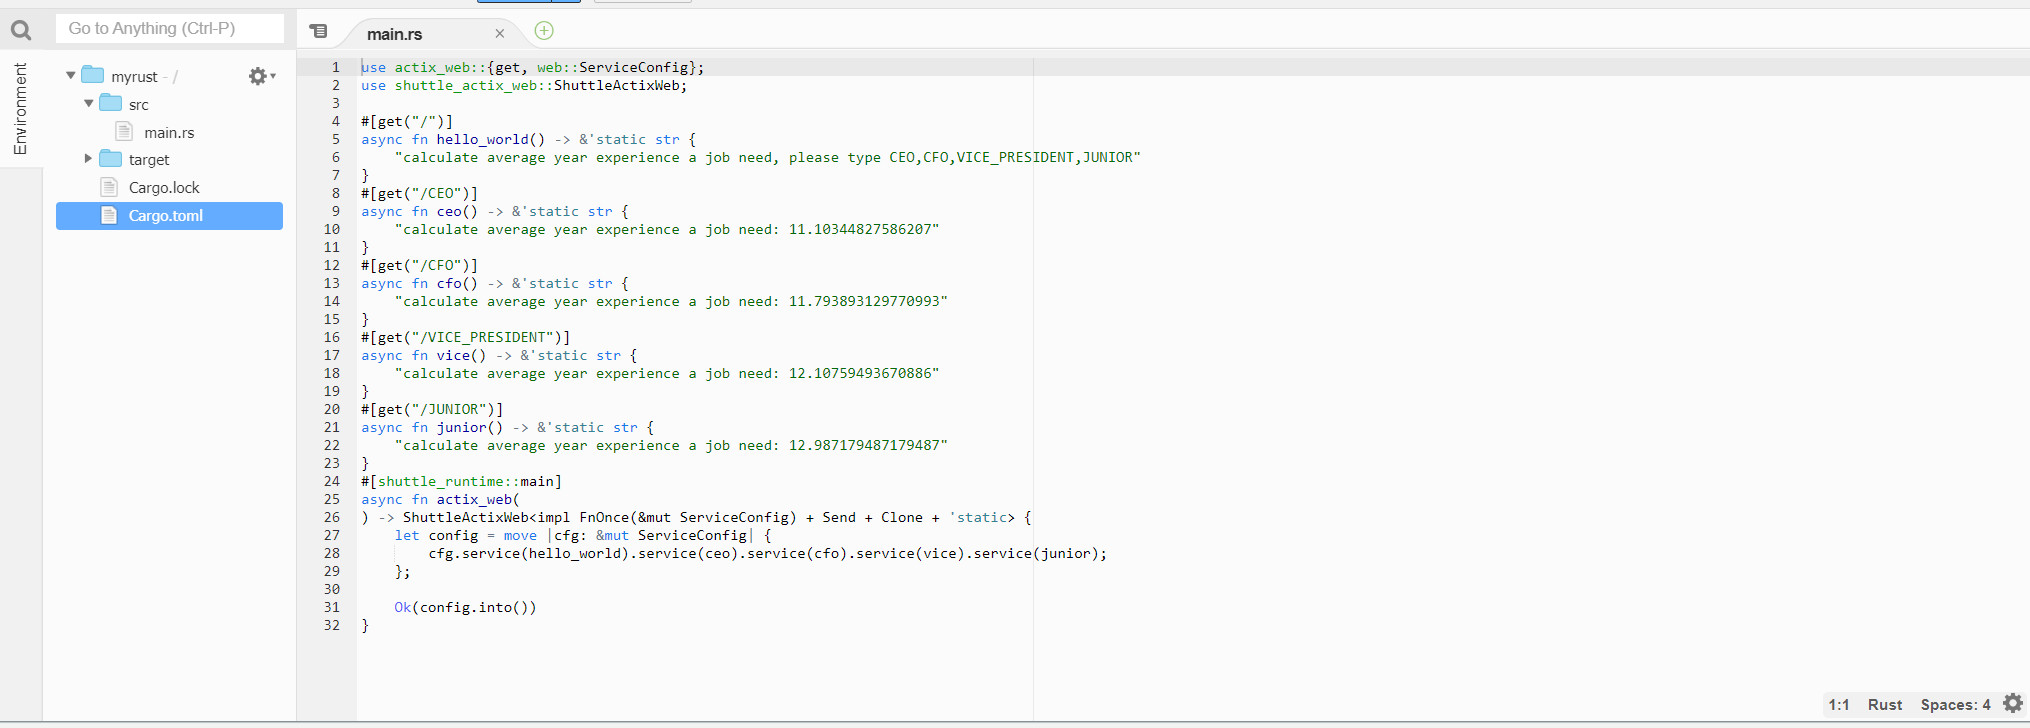 Go to Anything (Ctrl-P)
main.rs
Environment
myrust - /
src
main.rs
target
Cargo.lock
Cargo.toml
1 use actix_web::{get, web::ServiceConfig};
2 use shuttle_actix_web::ShuttleActixWeb;
3
4 #[get("/")]
5 async fn hello_world() -> &'static str {
6     "calculate average year experience a job need, please type CEO,CFO,VICE_PRESIDENT,JUNIOR"
7 }
8 #[get("/CEO")]
9 async fn ceo() -> &'static str {
10     "calculate average year experience a job need: 11.10344827586207"
11 }
12 #[get("/CFO")]
13 async fn cfo() -> &'static str {
14     "calculate average year experience a job need: 11.793893129770993"
15 }
16 #[get("/VICE_PRESIDENT")]
17 async fn vice() -> &'static str {
18     "calculate average year experience a job need: 12.10759493670886"
19 }
20 #[get("/JUNIOR")]
21 async fn junior() -> &'static str {
22     "calculate average year experience a job need: 12.987179487179487"
23 }
24 #[shuttle_runtime::main]
25 async fn actix_web(
26 ) -> ShuttleActixWeb<impl FnOnce(&mut ServiceConfig) + Send + Clone + 'static> {
27     let config = move |cfg: &mut ServiceConfig| {
28         cfg.service(hello_world).service(ceo).service(cfo).service(vice).service(junior);
29     };
30
31     Ok(config.into())
32 }
1:1 Rust Spaces: 4